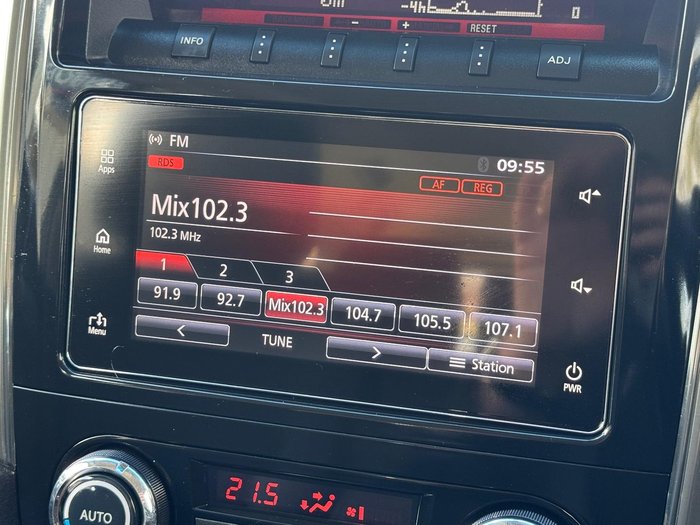 0
INFO
−
+
RESET
ADJ
FM
Apps
RDS
09:55
AF REG
Mix102.3
102.3 MHz
Home
1 2 3
91.9 92.7 Mix102.3 104.7 105.5 107.1
Menu
< TUNE > Station
PWR
AUTO
21.5